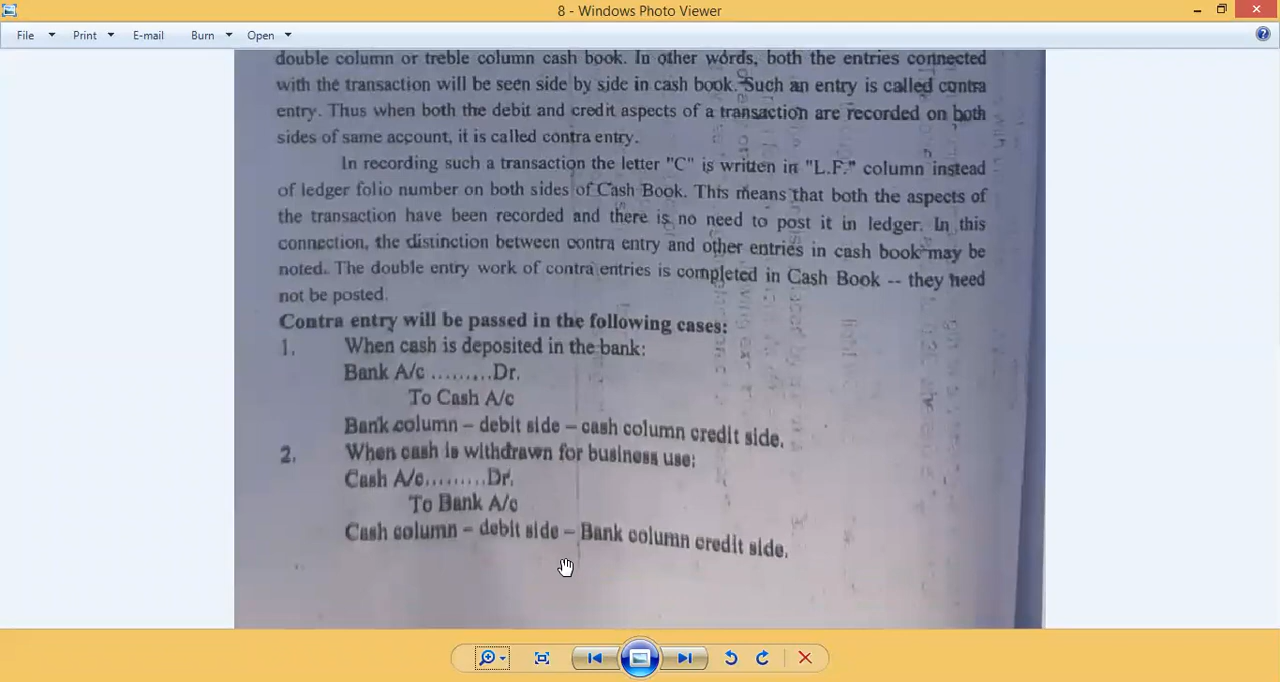 8 - Windows Photo Viewer
File Print E-mail Burn Open
double column or treble column cash book. In other words, both the entries connected
with the transaction will be seen side by side in cash book. Such an entry is called contra
entry. Thus when both the debit and credit aspects of a transaction are recorded on both
sides of same account, it is called contra entry.
In recording such a transaction the letter "C" is written in "L.F." column instead
of ledger folio number on both sides of Cash Book. This means that both the aspects of
the transaction have been recorded and there is no need to post it in ledger. In this
connection, the distinction between contra entry and other entries in cash book may be
noted. The double entry work of contra entries is completed in Cash Book -- they need
not be posted.
Contra entry will be passed in the following cases:
1. When cash is deposited in the bank:
Bank A/c .........Dr.
To Cash A/c
Bank column – debit side – cash column credit side.
2. When cash is withdrawn for business use:
Cash A/c.........Dr.
To Bank A/c
Cash column – debit side – Bank column credit side.